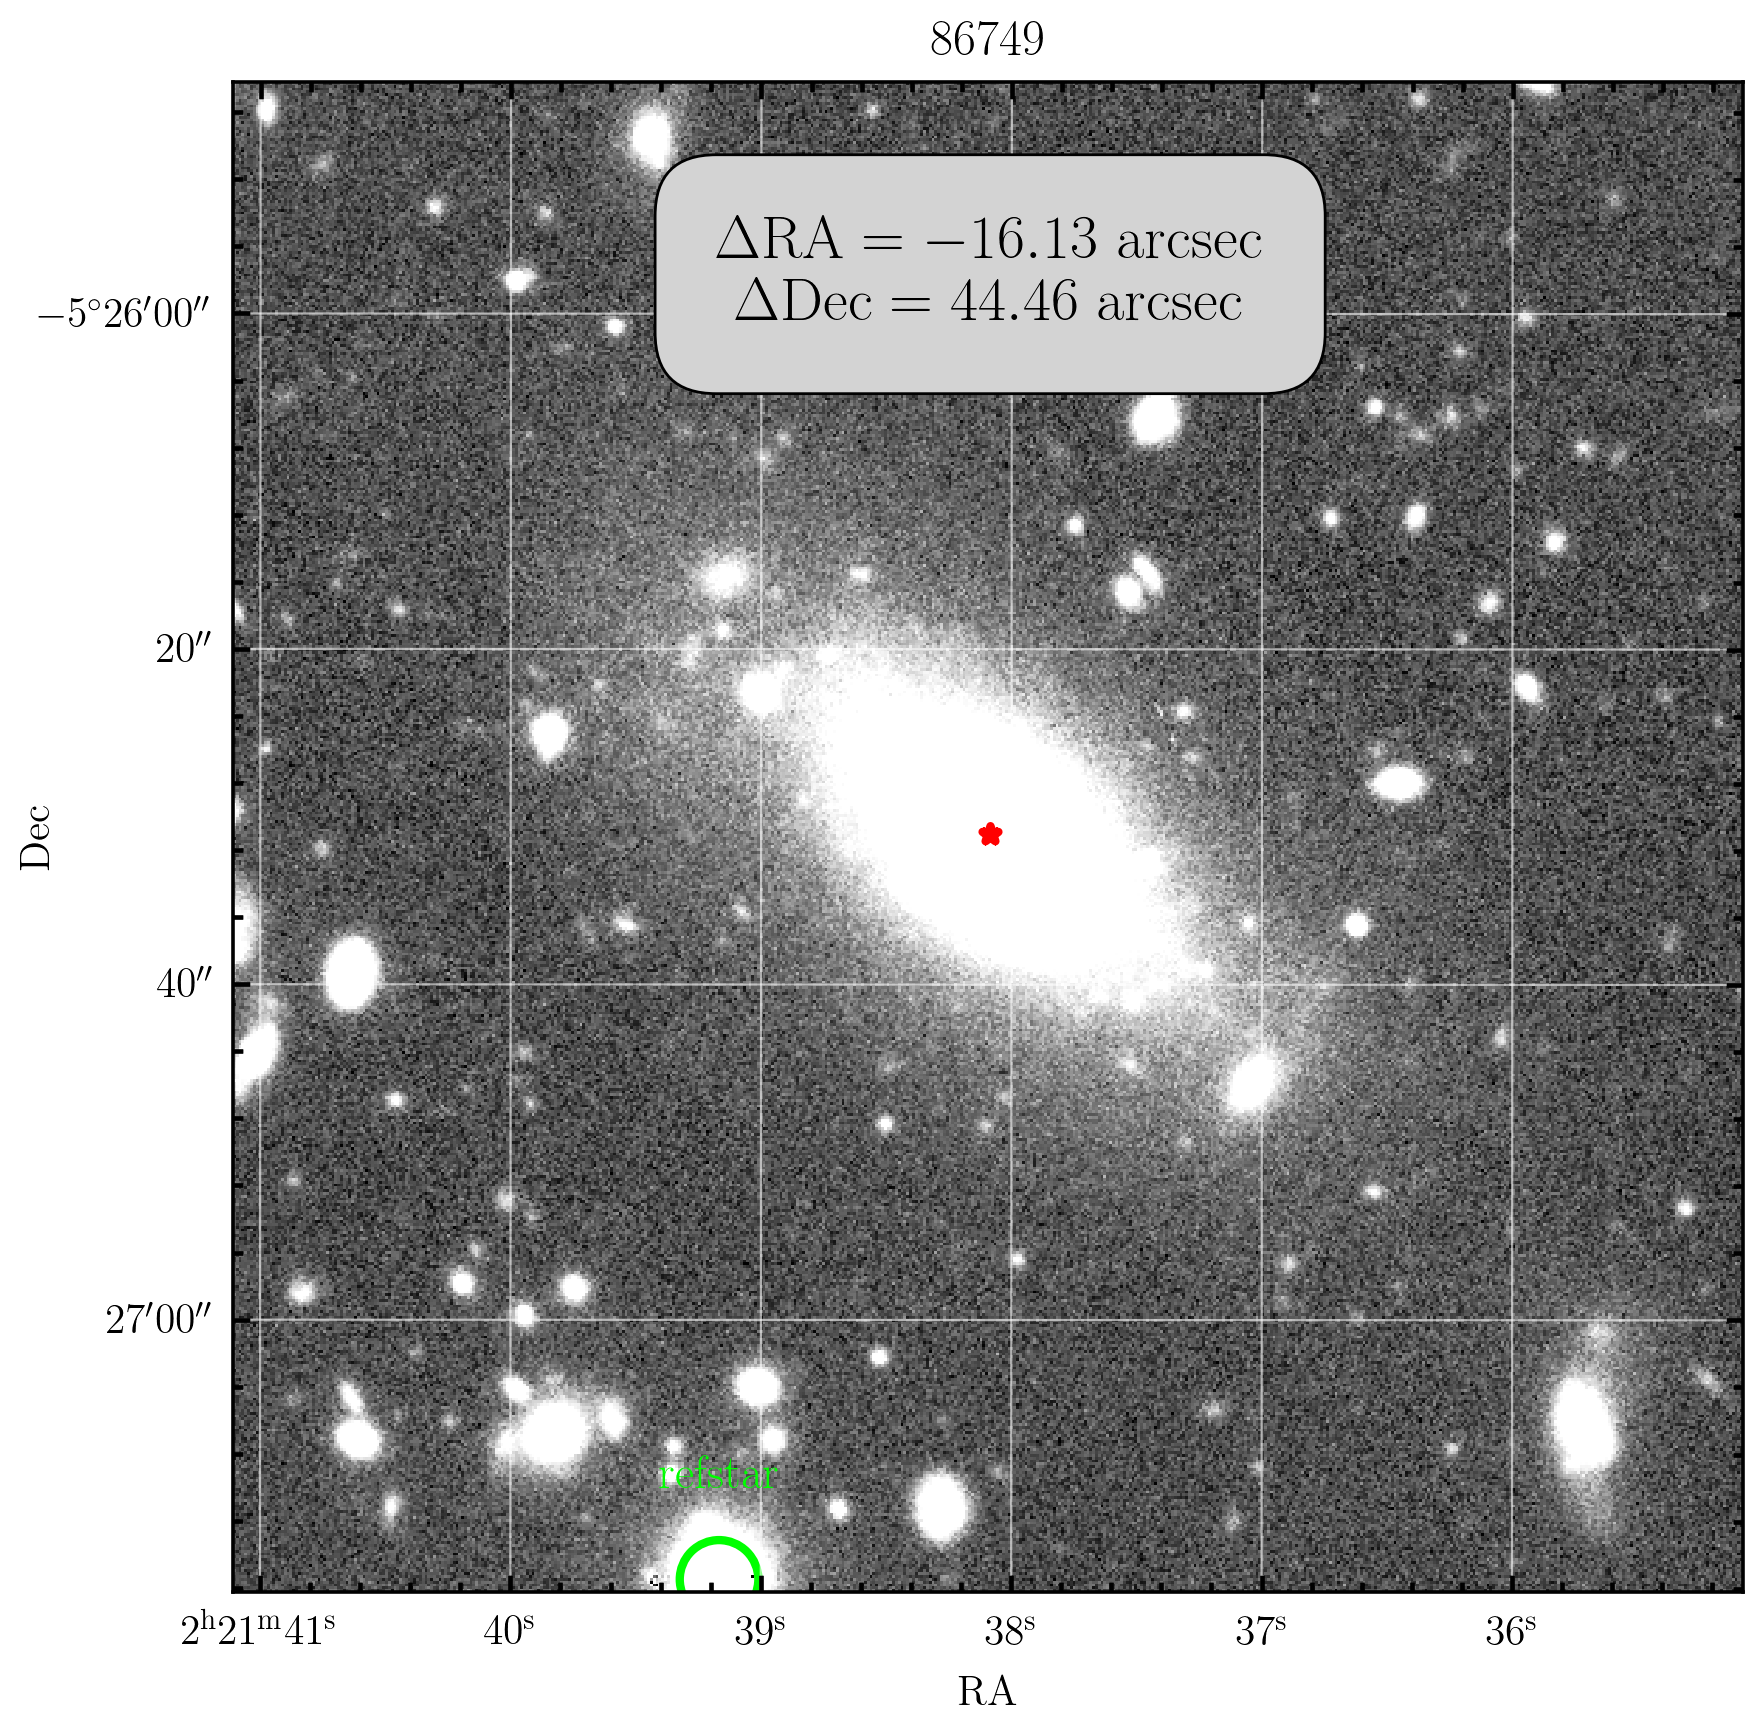 86749
ΔRA = −16.13 arcsec
ΔDec = 44.46 arcsec
−5°26′00″
20″
Dec
40″
27′00″
refstar
2ʰ21ᵐ41ˢ 40ˢ 39ˢ 38ˢ 37ˢ 36ˢ
RA